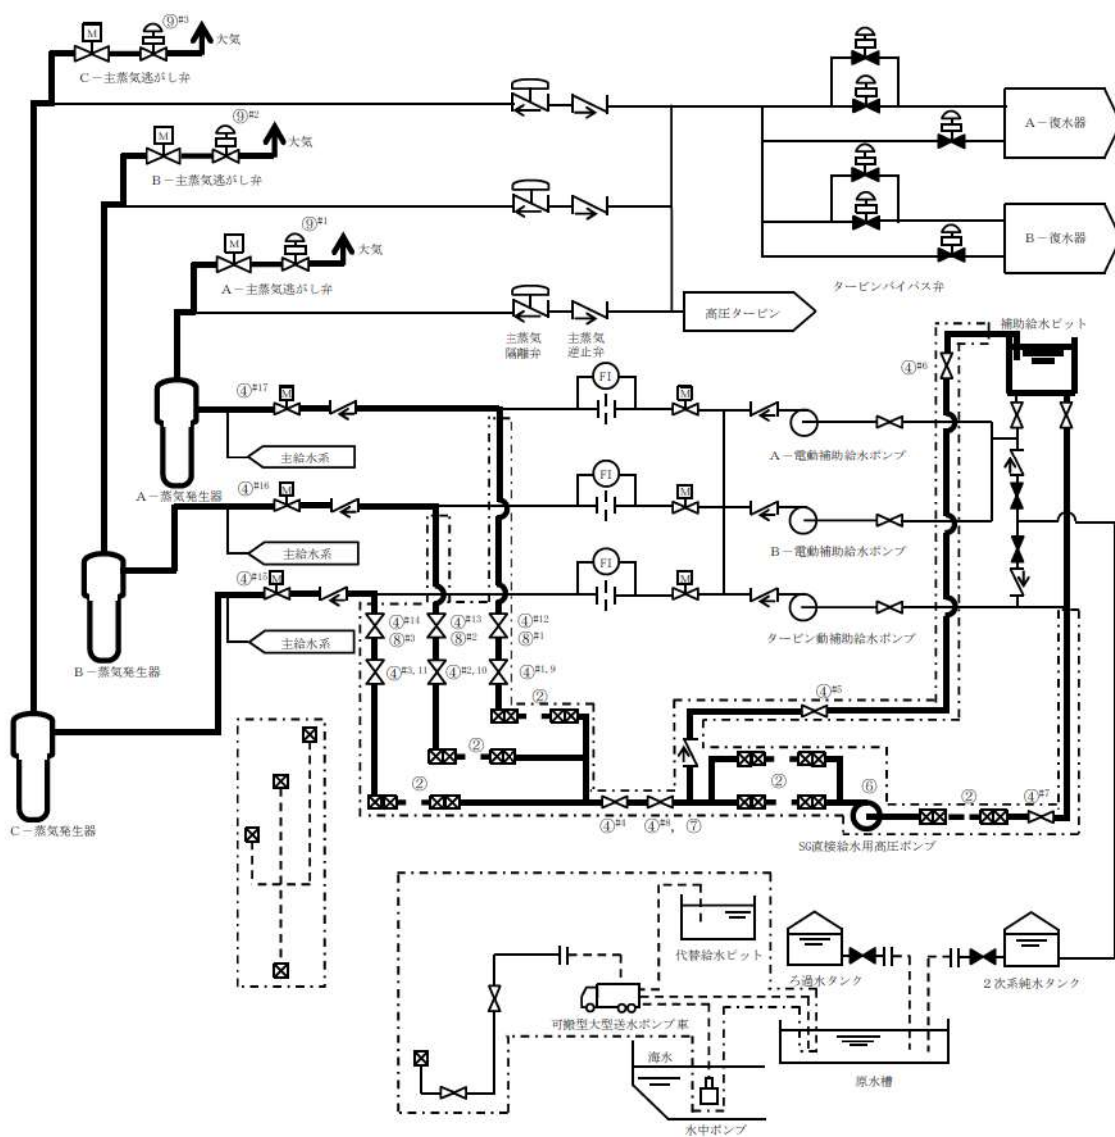 ⑨#3
M
大気
C－主蒸気逃がし弁
⑨#2
M
大気
B－主蒸気逃がし弁
⑨#1
M
大気
A－主蒸気逃がし弁
A－復水器
B－復水器
タービンバイパス弁
高圧タービン
主蒸気
隔離弁
主蒸気
逆止弁
補助給水ピット
④#6
FI
M
④#17
M
主給水系
A－電動補助給水ポンプ
A－蒸気発生器
④#16
M
FI
M
主給水系
B－電動補助給水ポンプ
B－蒸気発生器
④#15
M
FI
M
主給水系
タービン動補助給水ポンプ
④#14
⑧#3
④#13
⑧#2
④#12
⑧#1
④#3,11
④#2,10
④#1,9
②
②
②
④#5
②
⑥
②
④#7
④#4
④#8, ⑦
SG直接給水用高圧ポンプ
C－蒸気発生器
代替給水ピット
ろ過水タンク
2次系純水タンク
可搬型大型送水ポンプ車
海水
原水槽
水中ポンプ